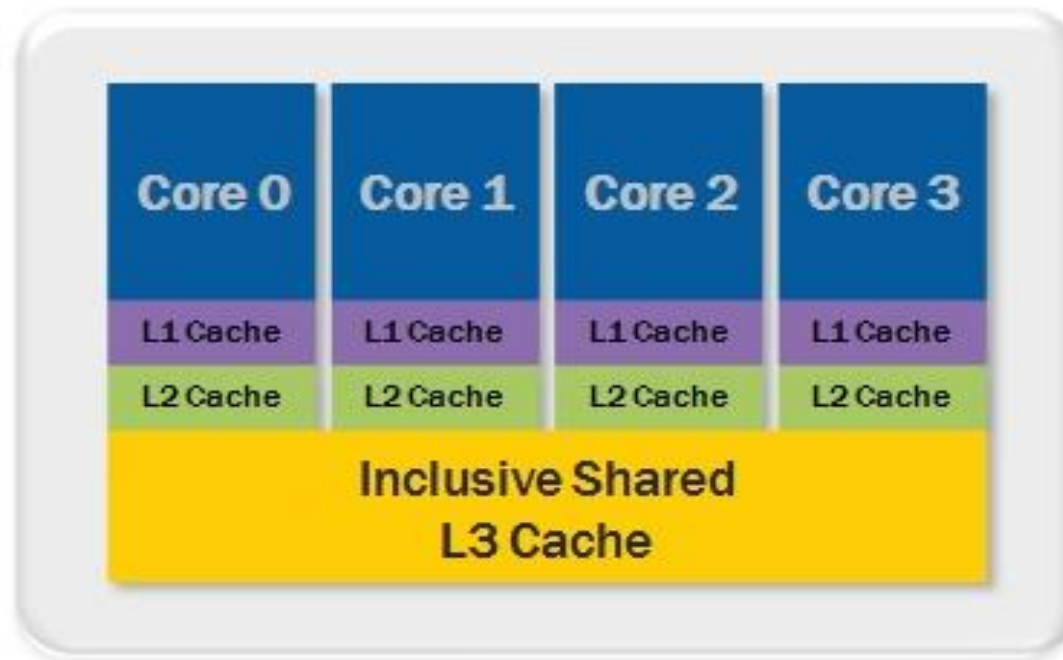 Core 0
Core 1
Core 2
Core 3
L1 Cache
L1 Cache
L1 Cache
L1 Cache
L2 Cache
L2 Cache
L2 Cache
L2 Cache
Inclusive Shared
L3 Cache